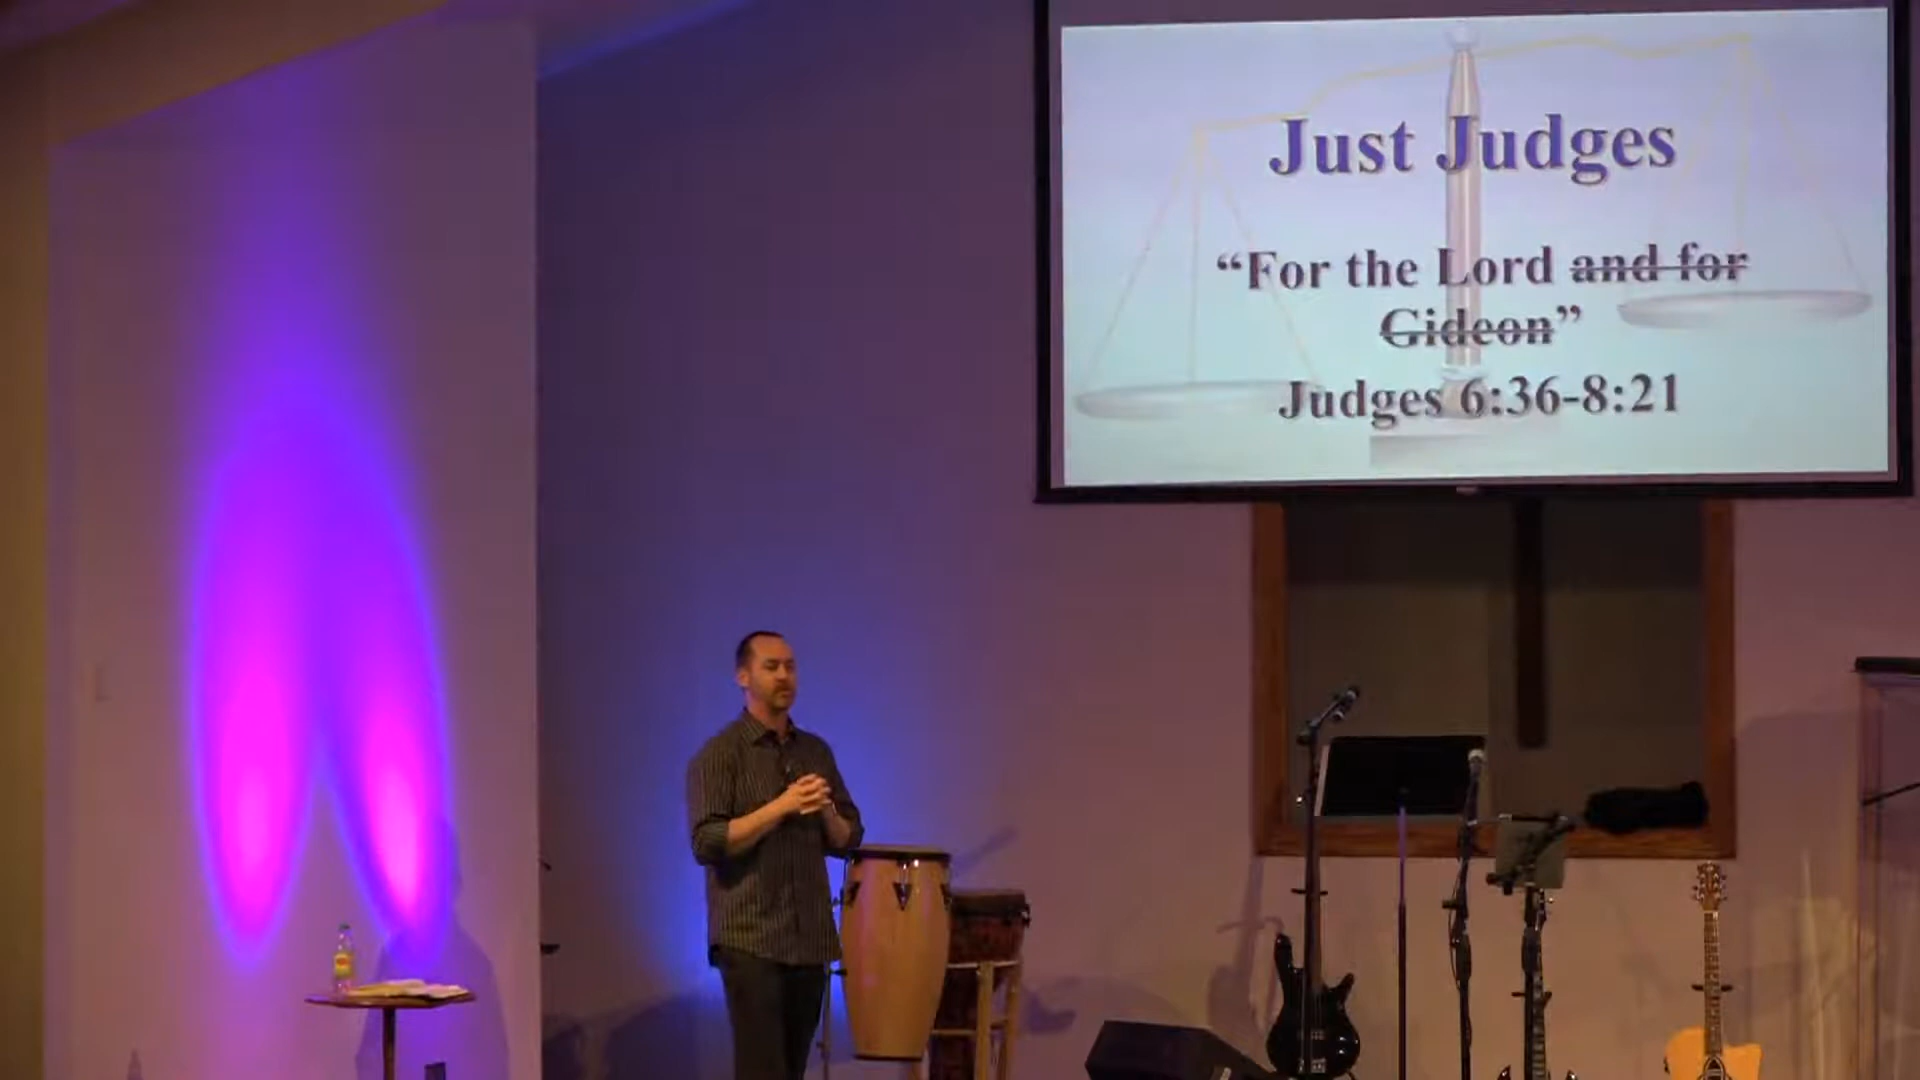 Just Judges
“For the Lord and for
Gideon”
Judges 6:36-8:21